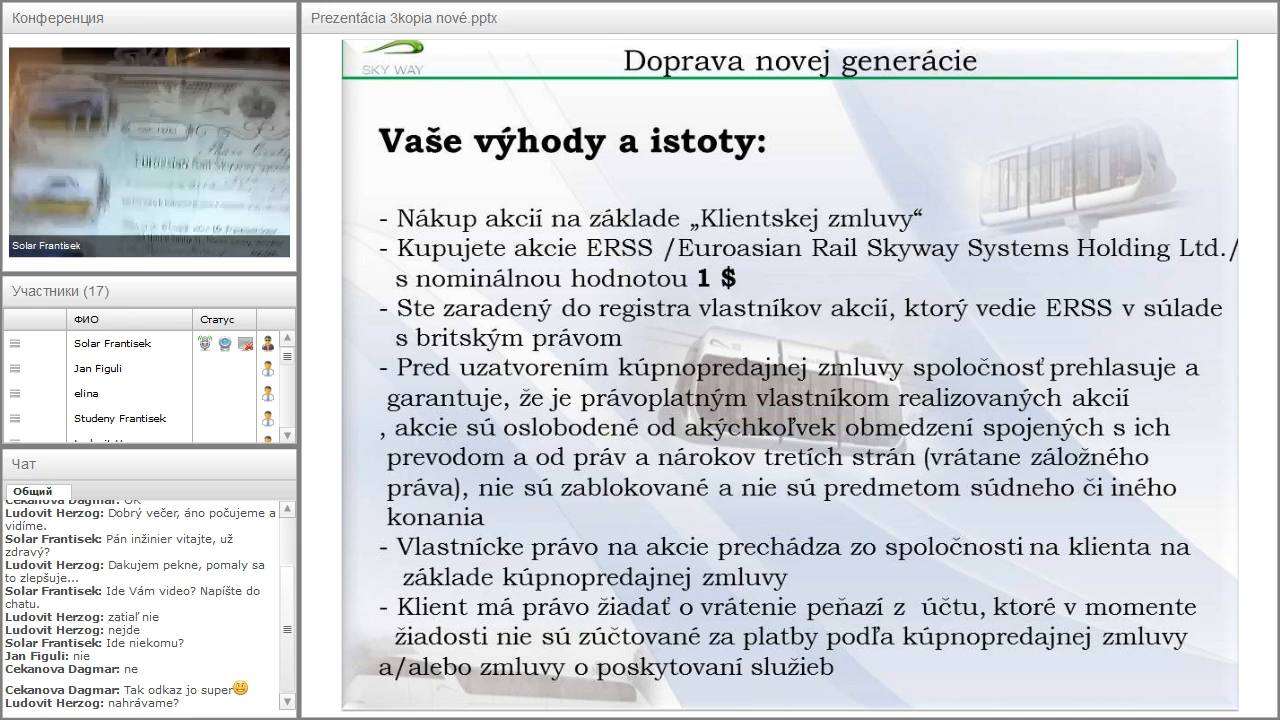 Конференция
Solar Frantisek
Участники (17)
ФИО
Статус
Solar Frantisek
Jan Figuli
elina
Studeny Frantisek
Чат
Общий
Cekanova Dagmar: OK
Ludovit Herzog: Dobrý večer, áno počujeme a
vidíme.
Solar Frantisek: Pán inžinier vitajte, už
zdravý?
Ludovit Herzog: Dakujem pekne, pomaly sa
to zlepšuje...
Solar Frantisek: Ide Vám video? Napíšte do
chatu.
Ludovit Herzog: zatiaľ nie
Ludovit Herzog: nejde
Solar Frantisek: Ide niekomu?
Jan Figuli: nie
Cekanova Dagmar: ne
Cekanova Dagmar: Tak odkaz jo super
Ludovit Herzog: nahrávame?
Prezentácia 3kopia nové.pptx
SKY WAY
Doprava novej generácie
Vaše výhody a istoty:
- Nákup akcií na základe „Klientskej zmluvy“
- Kupujete akcie ERSS /Euroasian Rail Skyway Systems Holding Ltd./
s nominálnou hodnotou 1 $
- Ste zaradený do registra vlastníkov akcií, ktorý vedie ERSS v súlade
s britským právom
- Pred uzatvorením kúpnopredajnej zmluvy spoločnosť prehlasuje a
garantuje, že je právoplatným vlastníkom realizovaných akcií
, akcie sú oslobodené od akýchkoľvek obmedzení spojených s ich
prevodom a od práv a nárokov tretích strán (vrátane záložného
práva), nie sú zablokované a nie sú predmetom súdneho či iného
konania
- Vlastnícke právo na akcie prechádza zo spoločnosti na klienta na
základe kúpnopredajnej zmluvy
- Klient má právo žiadať o vrátenie peňazí z účtu, ktoré v momente
žiadosti nie sú zúčtované za platby podľa kúpnopredajnej zmluvy
a/alebo zmluvy o poskytovaní služieb